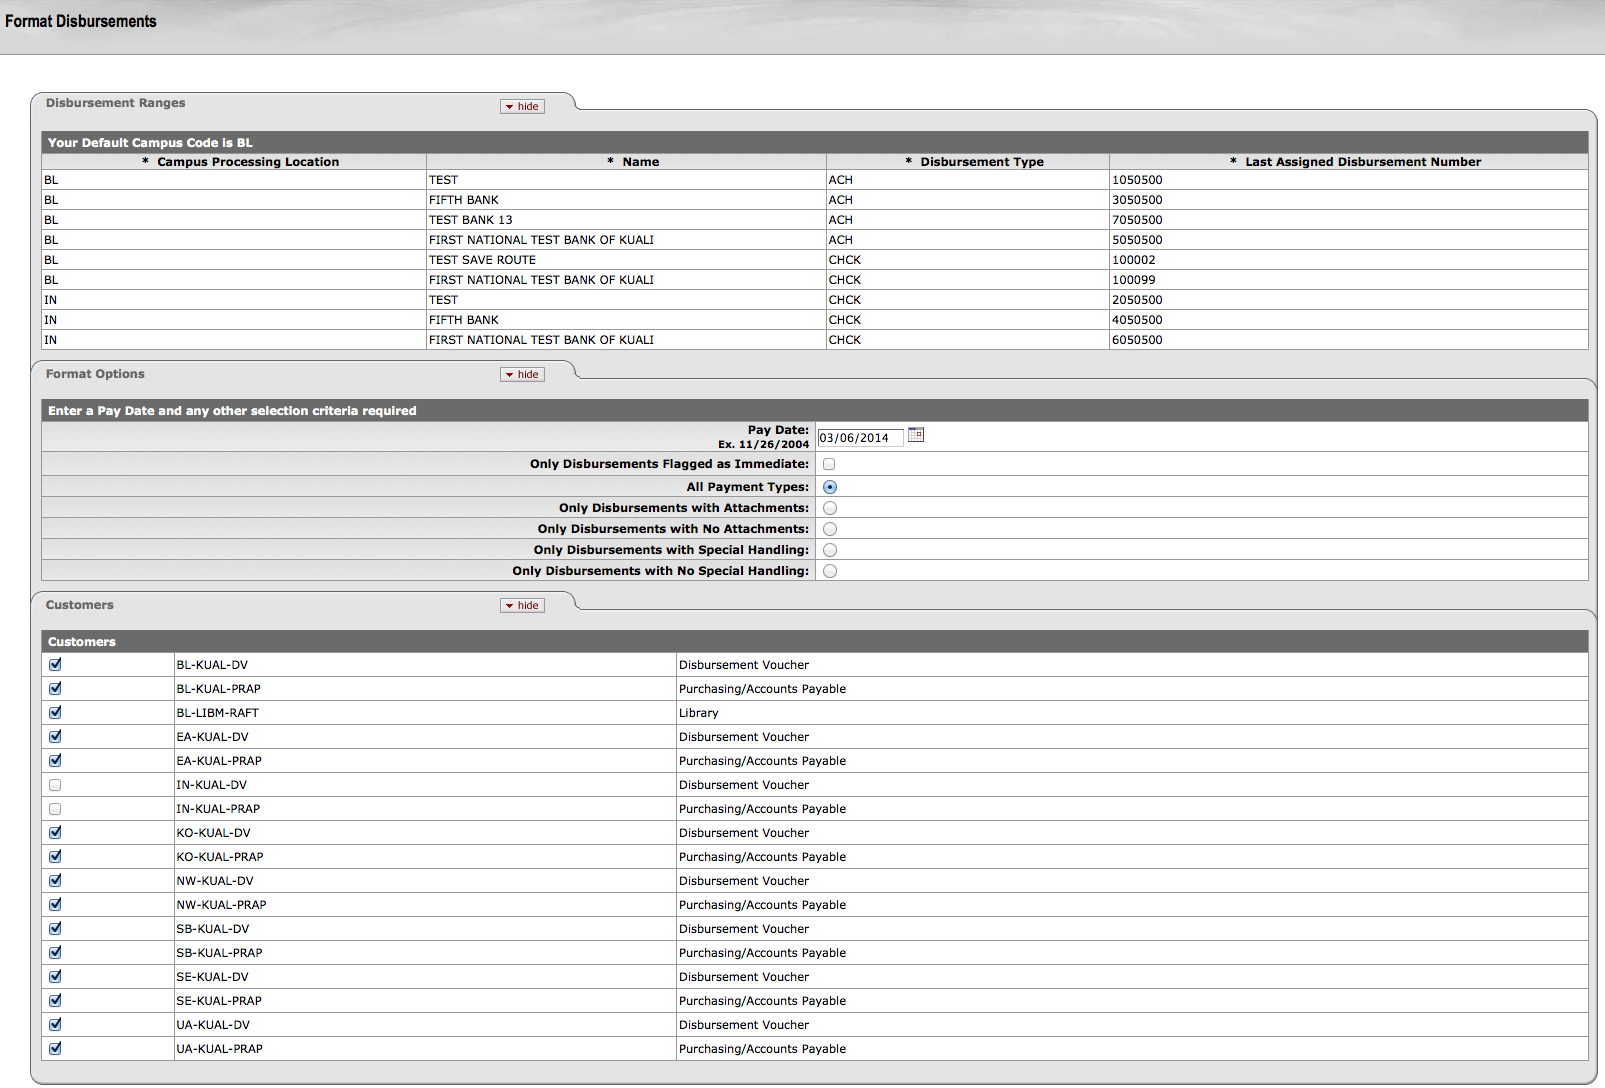 Format Disbursements
Disbursement Ranges
hide
Your Default Campus Code is BL
* Campus Processing Location * Name * Disbursement Type * Last Assigned Disbursement Number
BL TEST ACH 1050500
BL FIFTH BANK ACH 3050500
BL TEST BANK 13 ACH 7050500
BL FIRST NATIONAL TEST BANK OF KUALI ACH 5050500
BL TEST SAVE ROUTE CHCK 100002
BL FIRST NATIONAL TEST BANK OF KUALI CHCK 100099
IN TEST CHCK 2050500
IN FIFTH BANK CHCK 4050500
IN FIRST NATIONAL TEST BANK OF KUALI CHCK 6050500
Format Options
hide
Enter a Pay Date and any other selection criteria required
Pay Date:
Ex. 11/26/2004
03/06/2014
Only Disbursements Flagged as Immediate:
All Payment Types:
Only Disbursements with Attachments:
Only Disbursements with No Attachments:
Only Disbursements with Special Handling:
Only Disbursements with No Special Handling:
Customers
hide
Customers
BL-KUAL-DV Disbursement Voucher
BL-KUAL-PRAP Purchasing/Accounts Payable
BL-LIBM-RAFT Library
EA-KUAL-DV Disbursement Voucher
EA-KUAL-PRAP Purchasing/Accounts Payable
IN-KUAL-DV Disbursement Voucher
IN-KUAL-PRAP Purchasing/Accounts Payable
KO-KUAL-DV Disbursement Voucher
KO-KUAL-PRAP Purchasing/Accounts Payable
NW-KUAL-DV Disbursement Voucher
NW-KUAL-PRAP Purchasing/Accounts Payable
SB-KUAL-DV Disbursement Voucher
SB-KUAL-PRAP Purchasing/Accounts Payable
SE-KUAL-DV Disbursement Voucher
SE-KUAL-PRAP Purchasing/Accounts Payable
UA-KUAL-DV Disbursement Voucher
UA-KUAL-PRAP Purchasing/Accounts Payable